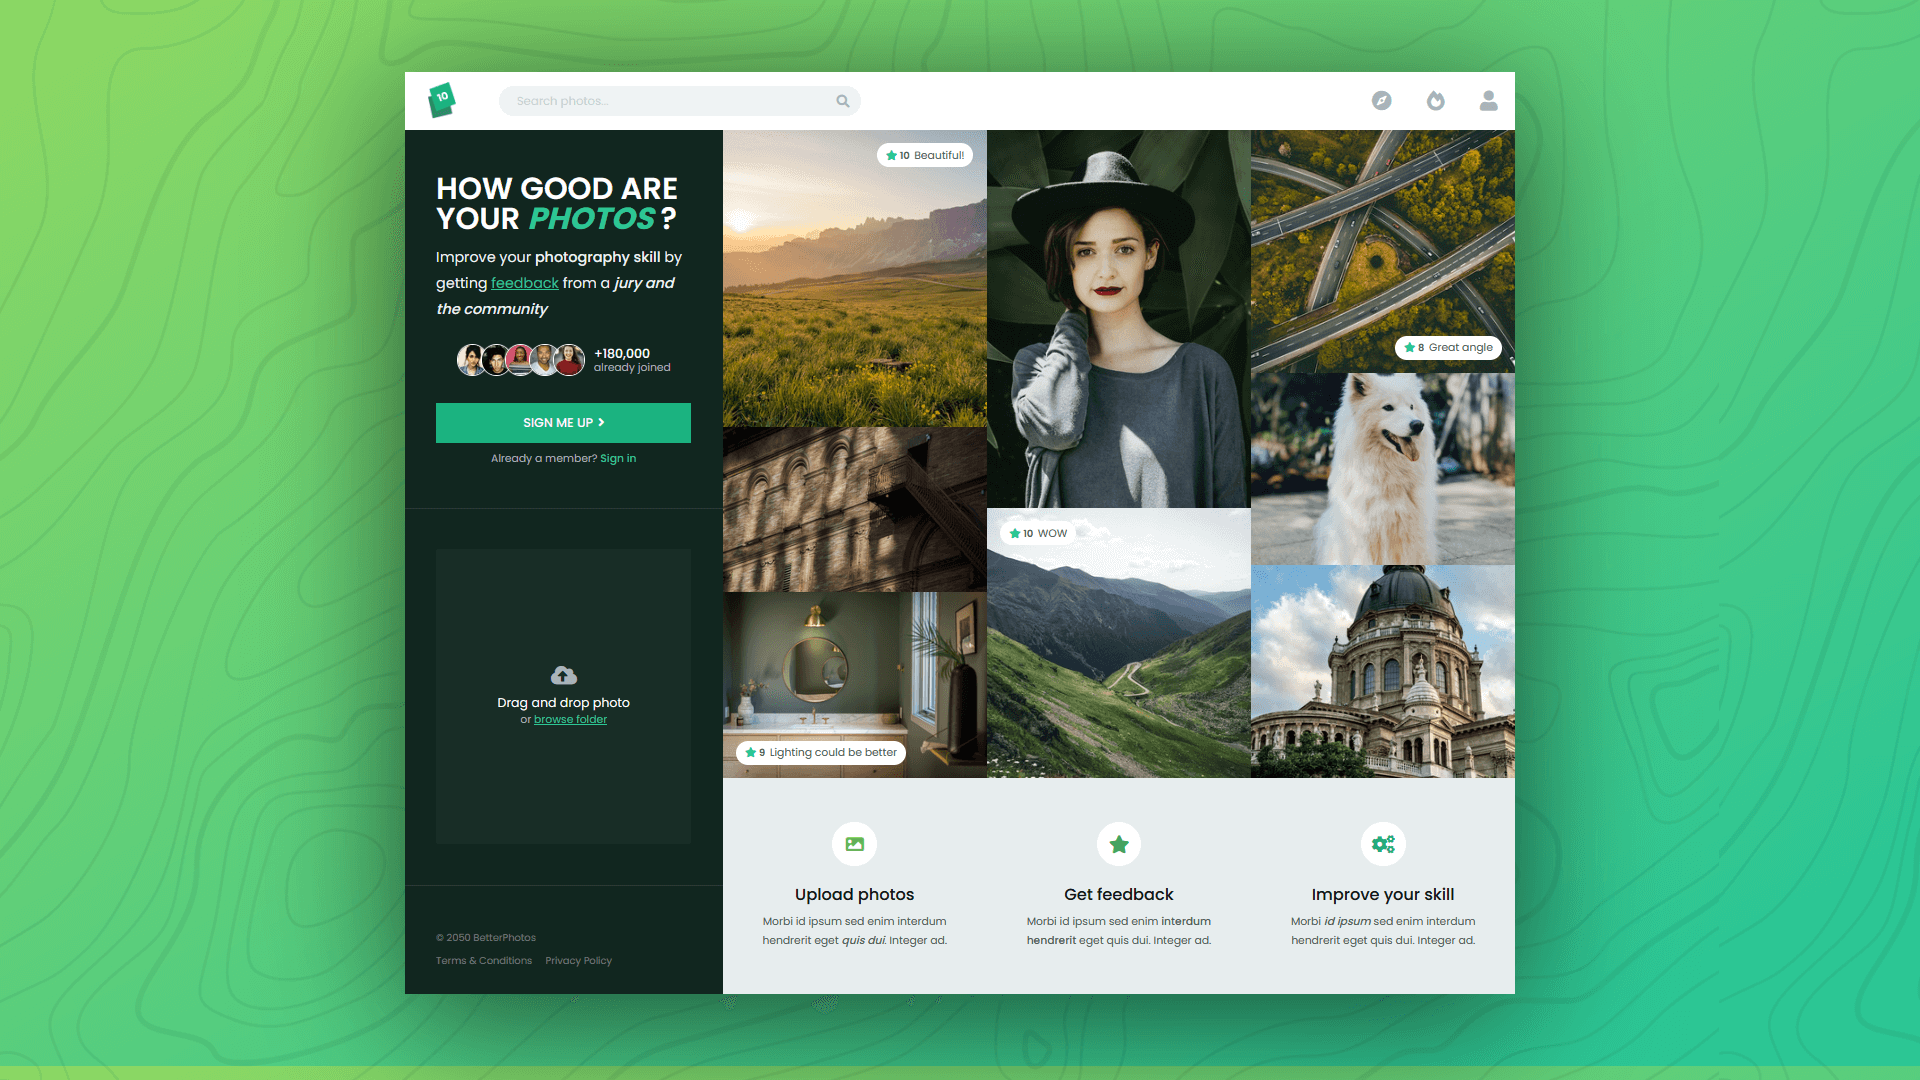 10
Search photos...
HOW GOOD ARE
YOUR PHOTOS ?
Improve your photography skill by
getting feedback from a jury and
the community
+180,000
already joined
SIGN ME UP
Already a member? Sign in
Drag and drop photo
or browse folder
© 2050 BetterPhotos
Terms & Conditions Privacy Policy
10 Beautiful!
8 Great angle
10 WOW
9 Lighting could be better
Upload photos
Morbi id ipsum sed enim interdum
hendrerit eget quis dui. Integer ad.
Get feedback
Morbi id ipsum sed enim interdum
hendrerit eget quis dui. Integer ad.
Improve your skill
Morbi id ipsum sed enim interdum
hendrerit eget quis dui. Integer ad.